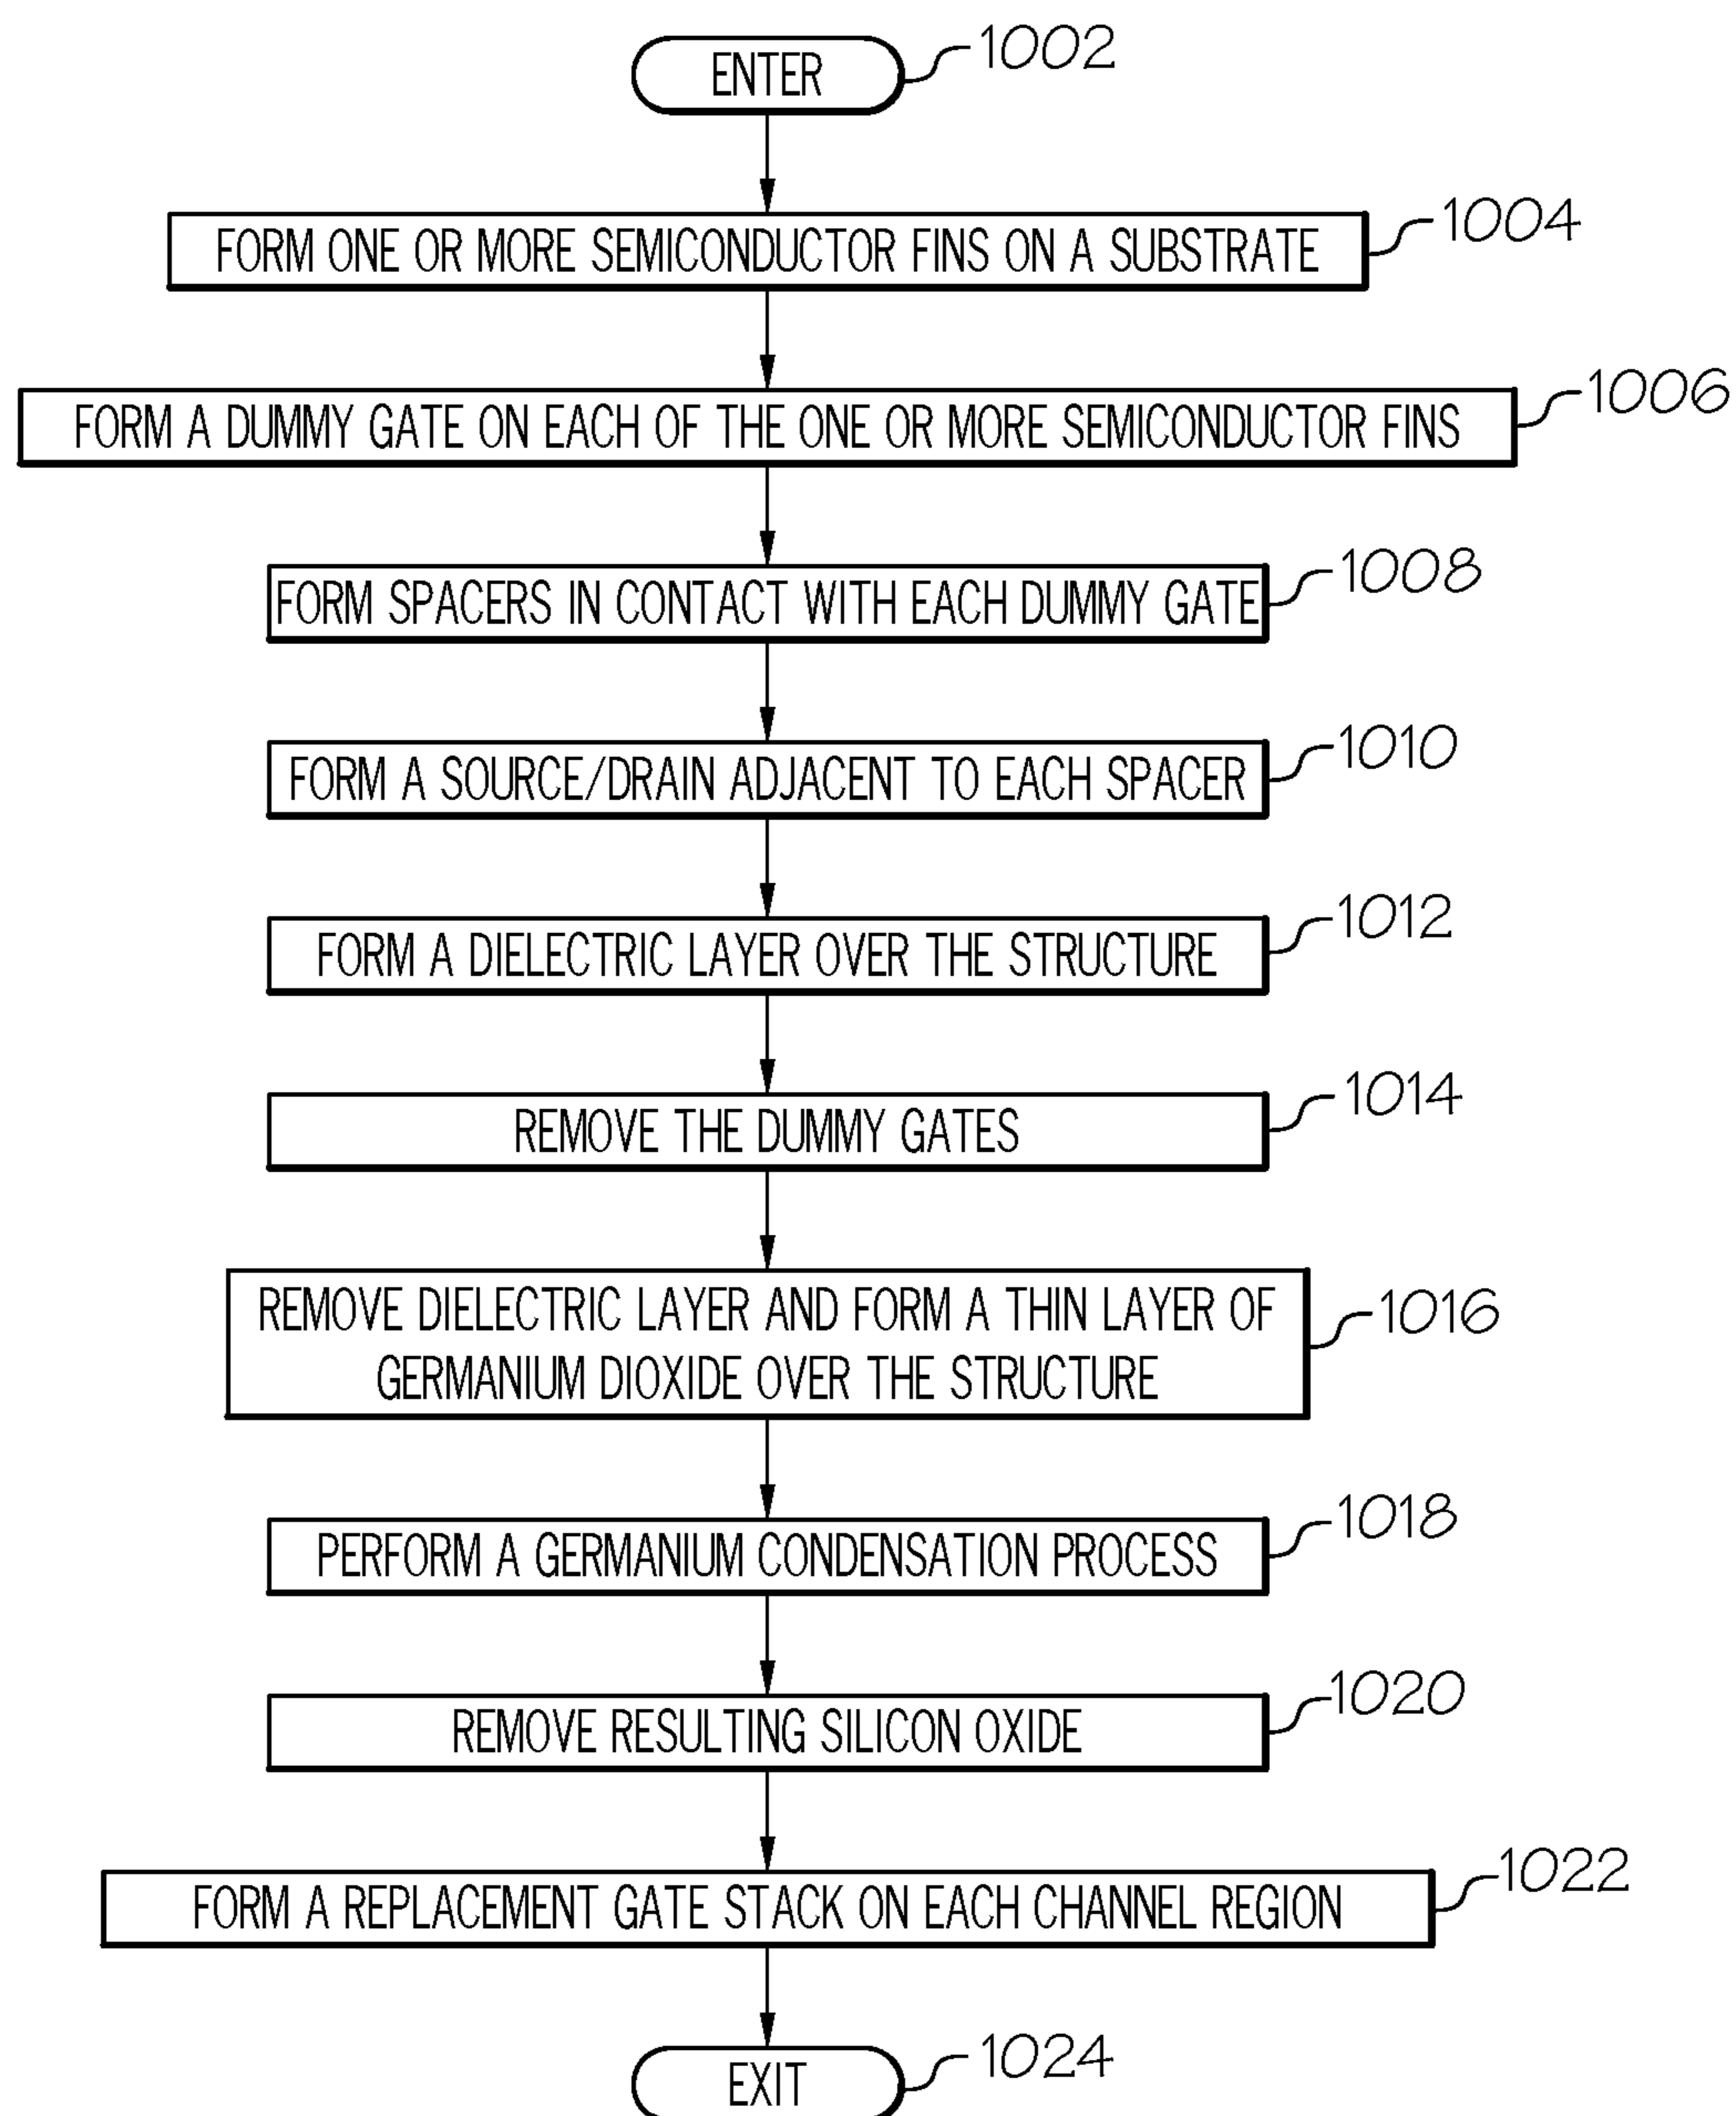 ENTER
1002
FORM ONE OR MORE SEMICONDUCTOR FINS ON A SUBSTRATE
1004
FORM A DUMMY GATE ON EACH OF THE ONE OR MORE SEMICONDUCTOR FINS
1006
FORM SPACERS IN CONTACT WITH EACH DUMMY GATE
1008
FORM A SOURCE/DRAIN ADJACENT TO EACH SPACER
1010
FORM A DIELECTRIC LAYER OVER THE STRUCTURE
1012
REMOVE THE DUMMY GATES
1014
REMOVE DIELECTRIC LAYER AND FORM A THIN LAYER OF
GERMANIUM DIOXIDE OVER THE STRUCTURE
1016
PERFORM A GERMANIUM CONDENSATION PROCESS
1018
REMOVE RESULTING SILICON OXIDE
1020
FORM A REPLACEMENT GATE STACK ON EACH CHANNEL REGION
1022
EXIT
1024